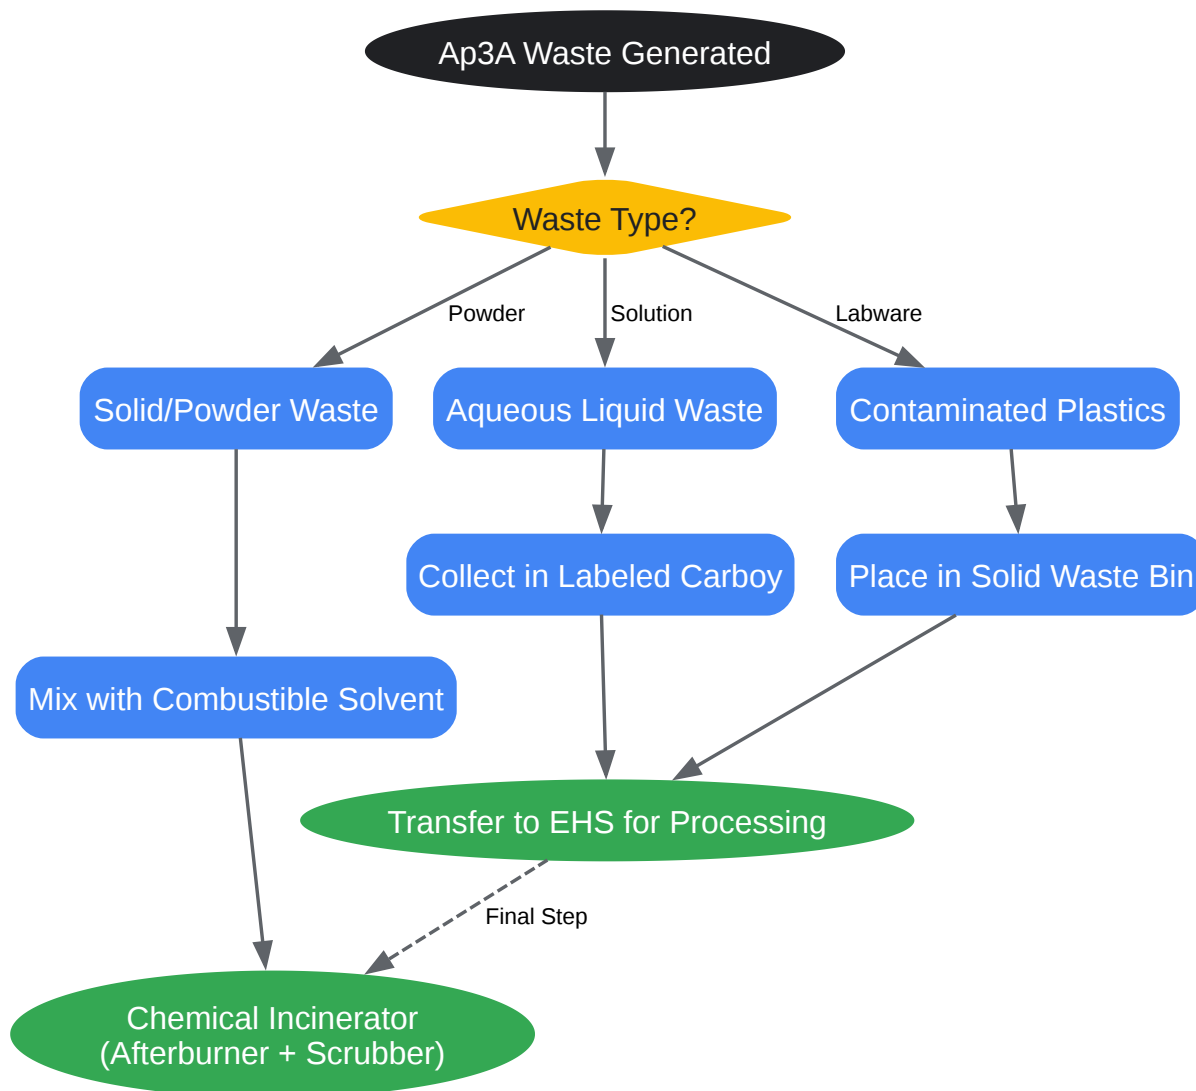 Ap3A Waste Generated
Waste Type?
Powder
Solution
Labware
Solid/Powder Waste
Aqueous Liquid Waste
Contaminated Plastics
Collect in Labeled Carboy
Place in Solid Waste Bin
Mix with Combustible Solvent
Transfer to EHS for Processing
Final Step
Chemical Incinerator
(Afterburner + Scrubber)